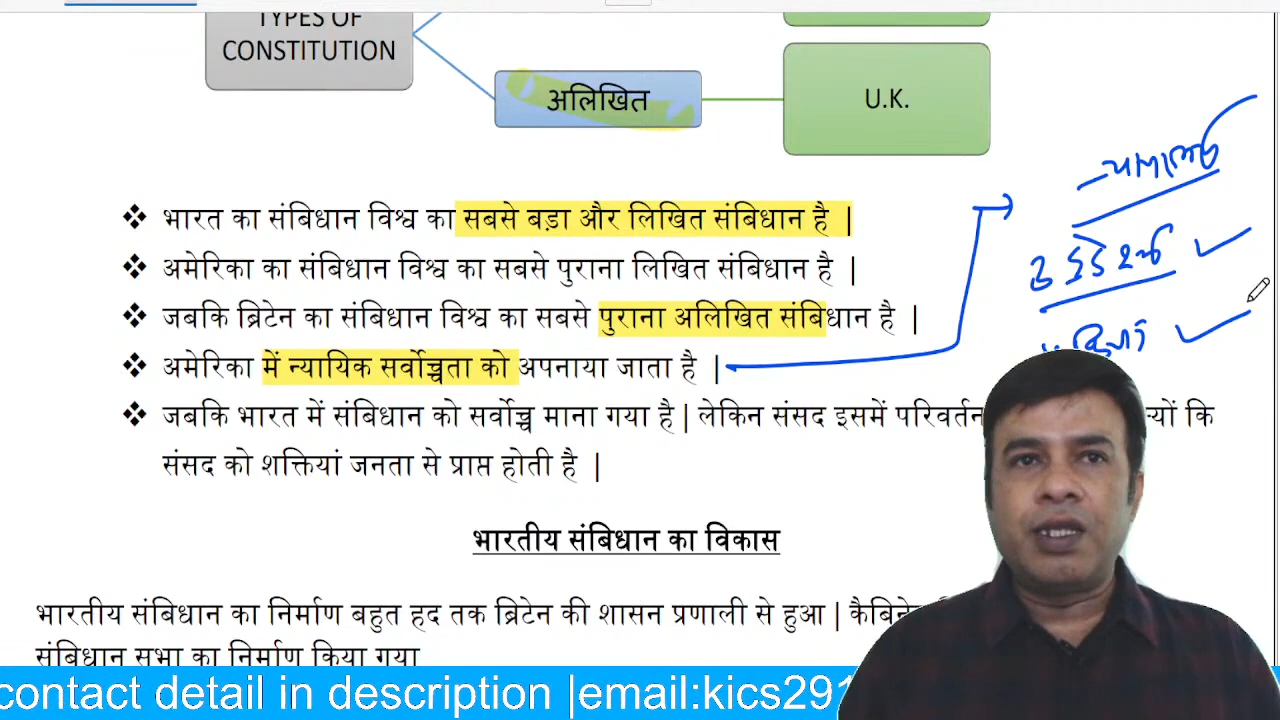 TYPES OF
CONSTITUTION
अलिखित
U.K.
❖ भारत का संबिधान विश्व का सबसे बड़ा और लिखित संबिधान है |
❖ अमेरिका का संबिधान विश्व का सबसे पुराना लिखित संबिधान है |
❖ जबकि ब्रिटेन का संबिधान विश्व का सबसे पुराना अलिखित संबिधान है |
❖ अमेरिका में न्यायिक सर्वोच्चता को अपनाया जाता है |
❖ जबकि भारत में संबिधान को सर्वोच्च माना गया है | लेकिन संसद इसमें परिवर्तन कि
संसद को शक्तियां जनता से प्राप्त होती है |
भारतीय संबिधान का विकास
भारतीय संबिधान का निर्माण बहुत हद तक ब्रिटेन की शासन प्रणाली से हुआ |
संबिधान सभा का निर्माण किया गया
contact detail in description |email:kics291